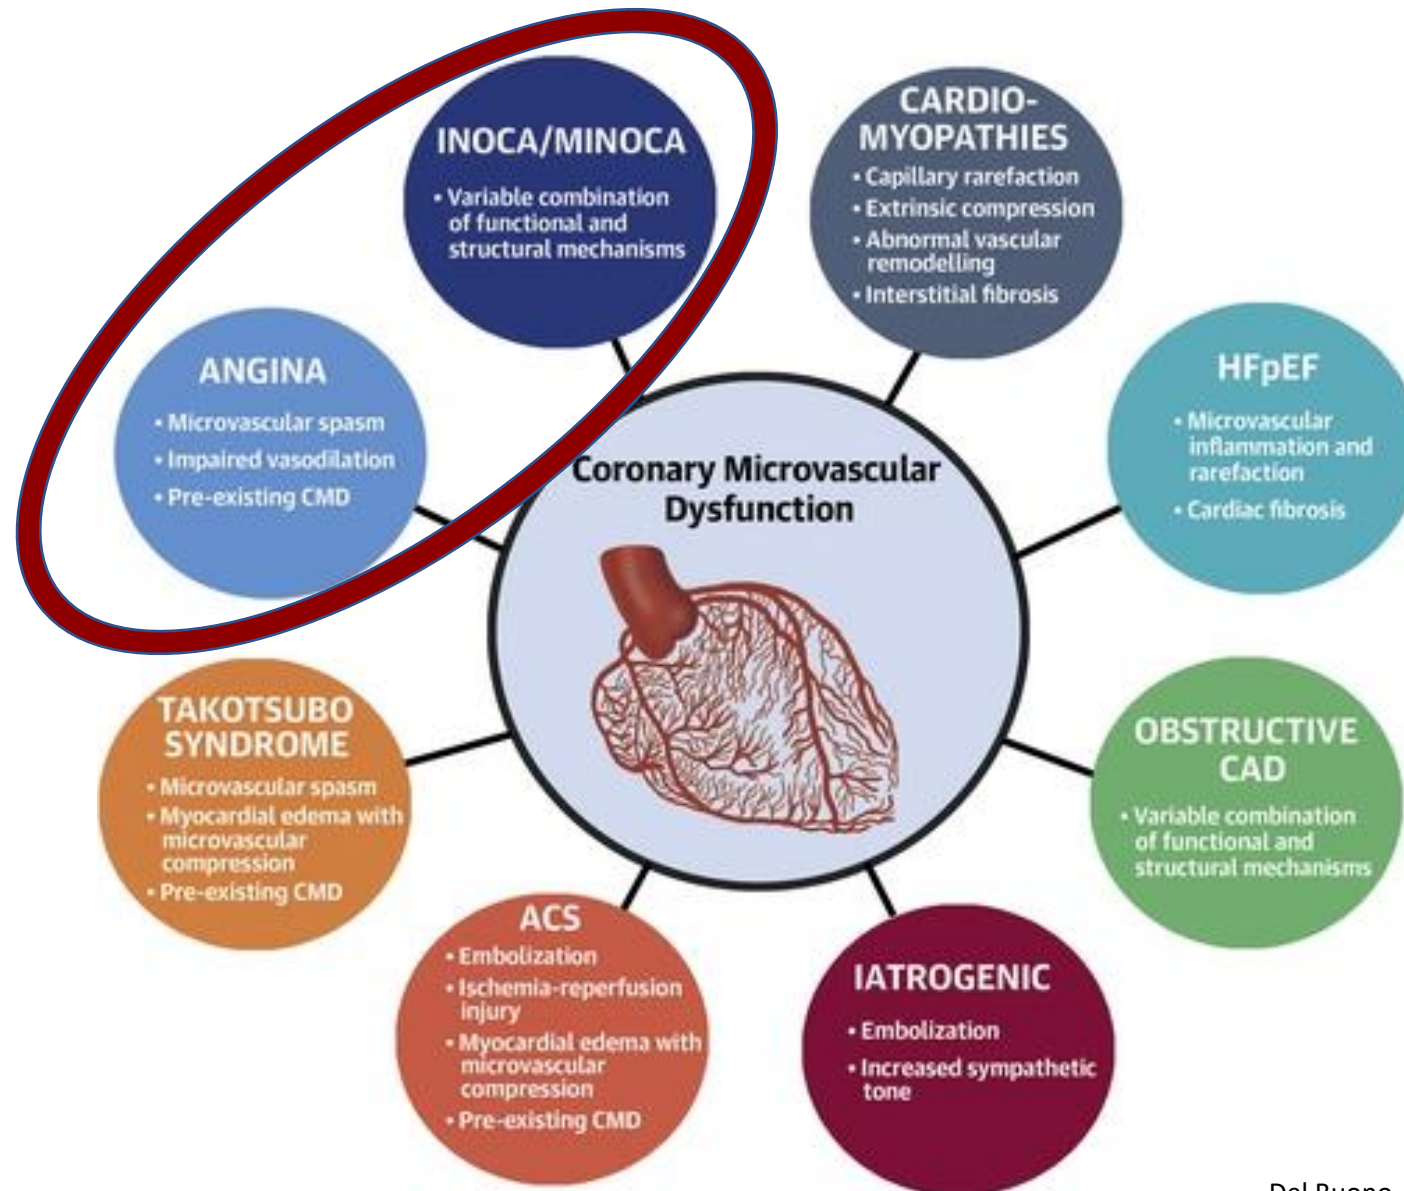 INOCA/MINOCA
• Variable combination
of functional and
structural mechanisms
CARDIO-
MYOPATHIES
• Capillary rarefaction
• Extrinsic compression
• Abnormal vascular
remodelling
• Interstitial fibrosis
ANGINA
• Microvascular spasm
• Impaired vasodilation
• Pre-existing CMD
HFpEF
• Microvascular
inflammation and
rarefaction
• Cardiac fibrosis
Coronary Microvascular
Dysfunction
TAKOTSUBO
SYNDROME
• Microvascular spasm
• Myocardial edema with
microvascular
compression
• Pre-existing CMD
OBSTRUCTIVE
CAD
• Variable combination
of functional and
structural mechanisms
ACS
• Embolization
• Ischemia-reperfusion
injury
• Myocardial edema with
microvascular
compression
• Pre-existing CMD
IATROGENIC
• Embolization
• Increased sympathetic
tone
Del Buono